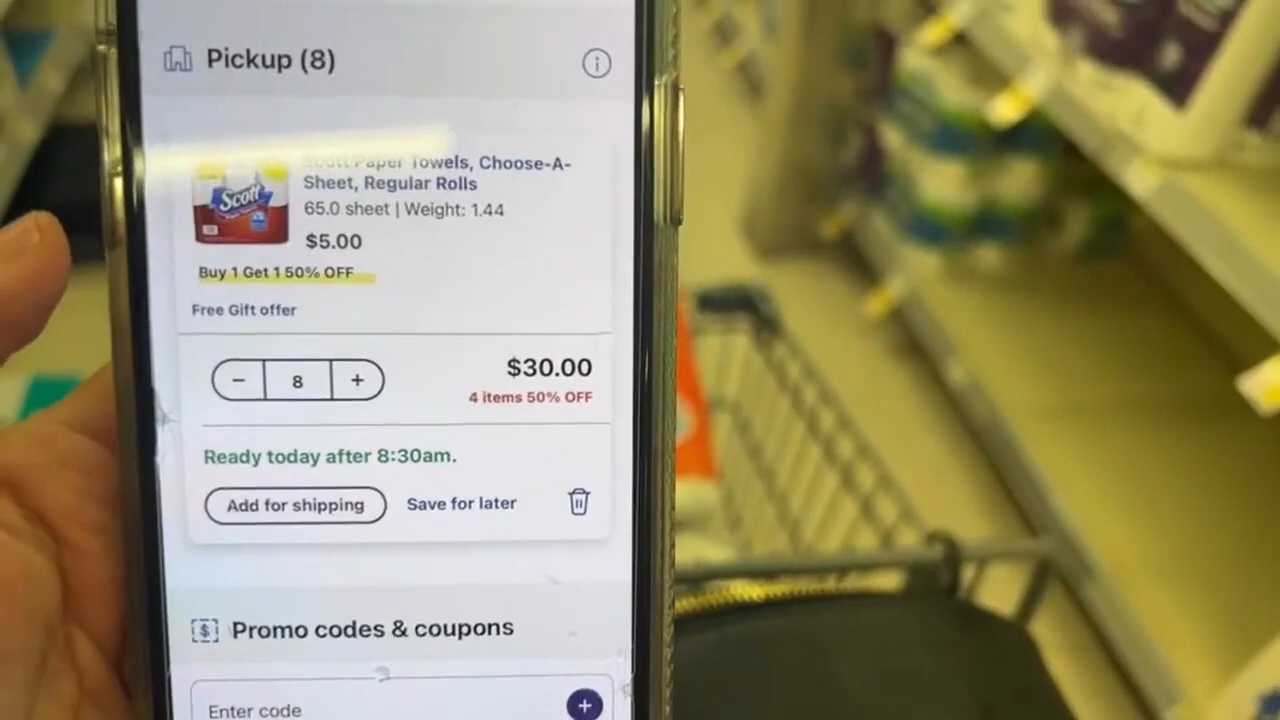 Pickup (8)
Scott Paper Towels, Choose-A-
Sheet, Regular Rolls
65.0 sheet | Weight: 1.44
Scott
$5.00
Buy 1 Get 1 50% OFF
Free Gift offer
8
$30.00
4 items 50% OFF
Ready today after 8:30am.
Add for shipping
Save for later
Promo codes & coupons
Enter code